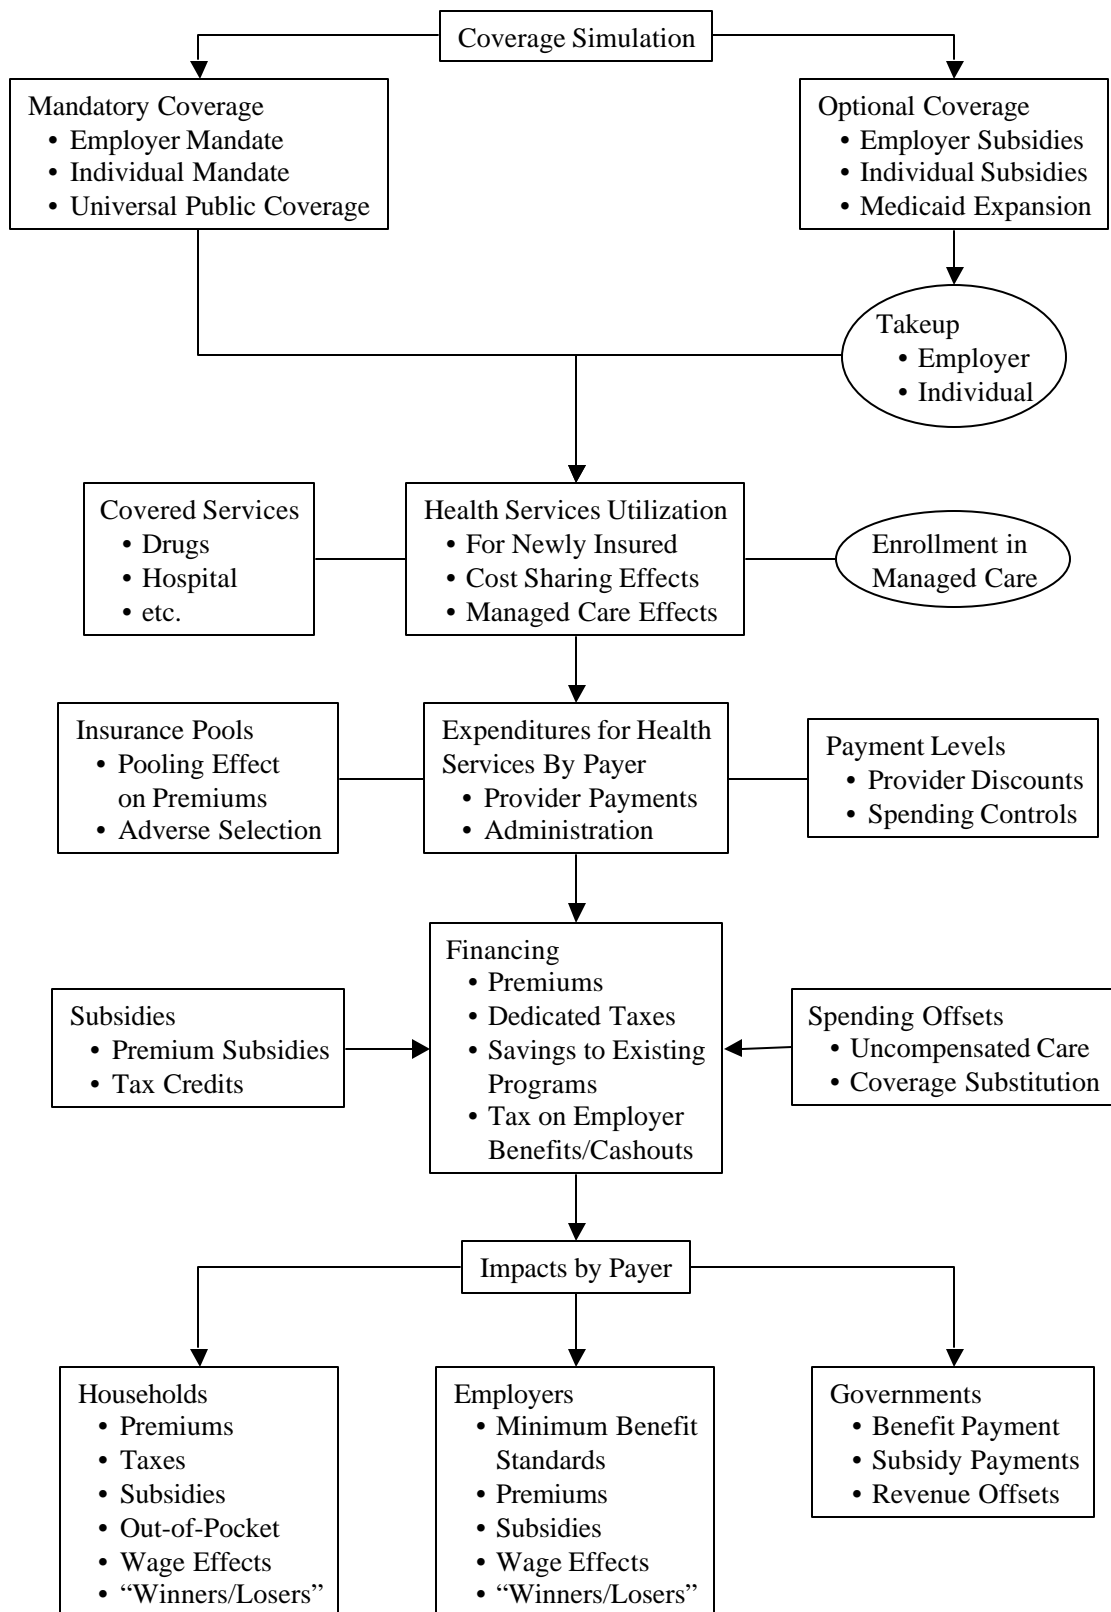 Coverage Simulation
Mandatory Coverage
• Employer Mandate
• Individual Mandate
• Universal Public Coverage
Optional Coverage
• Employer Subsidies
• Individual Subsidies
• Medicaid Expansion
Takeup
• Employer
• Individual
Covered Services
• Drugs
• Hospital
• etc.
Health Services Utilization
• For Newly Insured
• Cost Sharing Effects
• Managed Care Effects
Enrollment in
Managed Care
Insurance Pools
• Pooling Effect
on Premiums
• Adverse Selection
Expenditures for Health
Services By Payer
• Provider Payments
• Administration
Payment Levels
• Provider Discounts
• Spending Controls
Subsidies
• Premium Subsidies
• Tax Credits
Financing
• Premiums
• Dedicated Taxes
• Savings to Existing
Programs
• Tax on Employer
Benefits/Cashouts
Spending Offsets
• Uncompensated Care
• Coverage Substitution
Impacts by Payer
Households
• Premiums
• Taxes
• Subsidies
• Out-of-Pocket
• Wage Effects
• “Winners/Losers”
Employers
• Minimum Benefit
Standards
• Premiums
• Subsidies
• Wage Effects
• “Winners/Losers”
Governments
• Benefit Payment
• Subsidy Payments
• Revenue Offsets